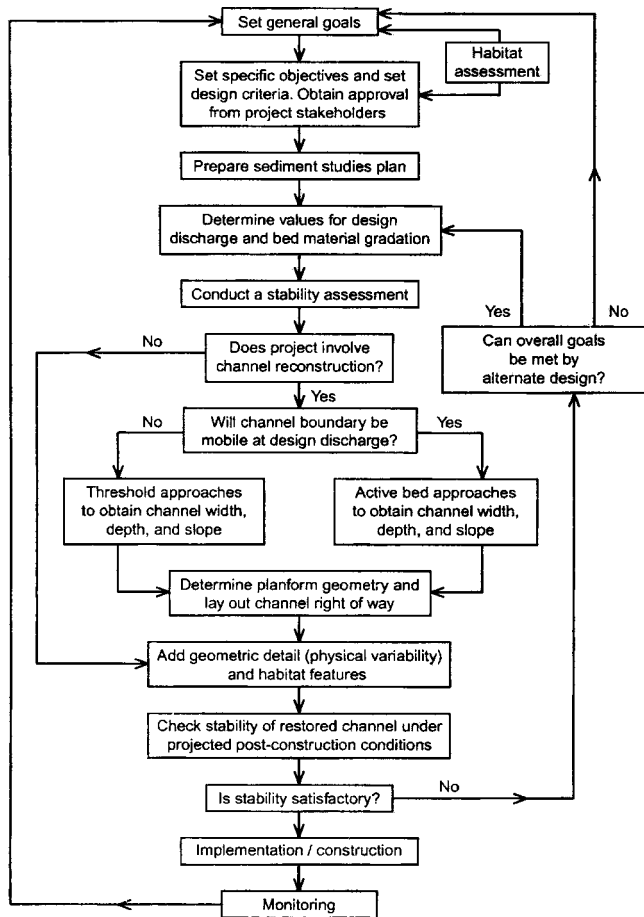 Set general goals
Habitat
assessment
Set specific objectives and set
design criteria. Obtain approval
from project stakeholders
Prepare sediment studies plan
Determine values for design
discharge and bed material gradation
Conduct a stability assessment
Yes
No
Can overall goals
be met by
alternate design?
No
Does project involve
channel reconstruction?
Yes
No
Will channel boundary be
mobile at design discharge?
Yes
Threshold approaches
to obtain channel width,
depth, and slope
Active bed approaches
to obtain channel width,
depth, and slope
Determine planform geometry and
lay out channel right of way
Add geometric detail (physical variability)
and habitat features
Check stability of restored channel under
projected post-construction conditions
Is stability satisfactory?
No
Implementation / construction
Monitoring